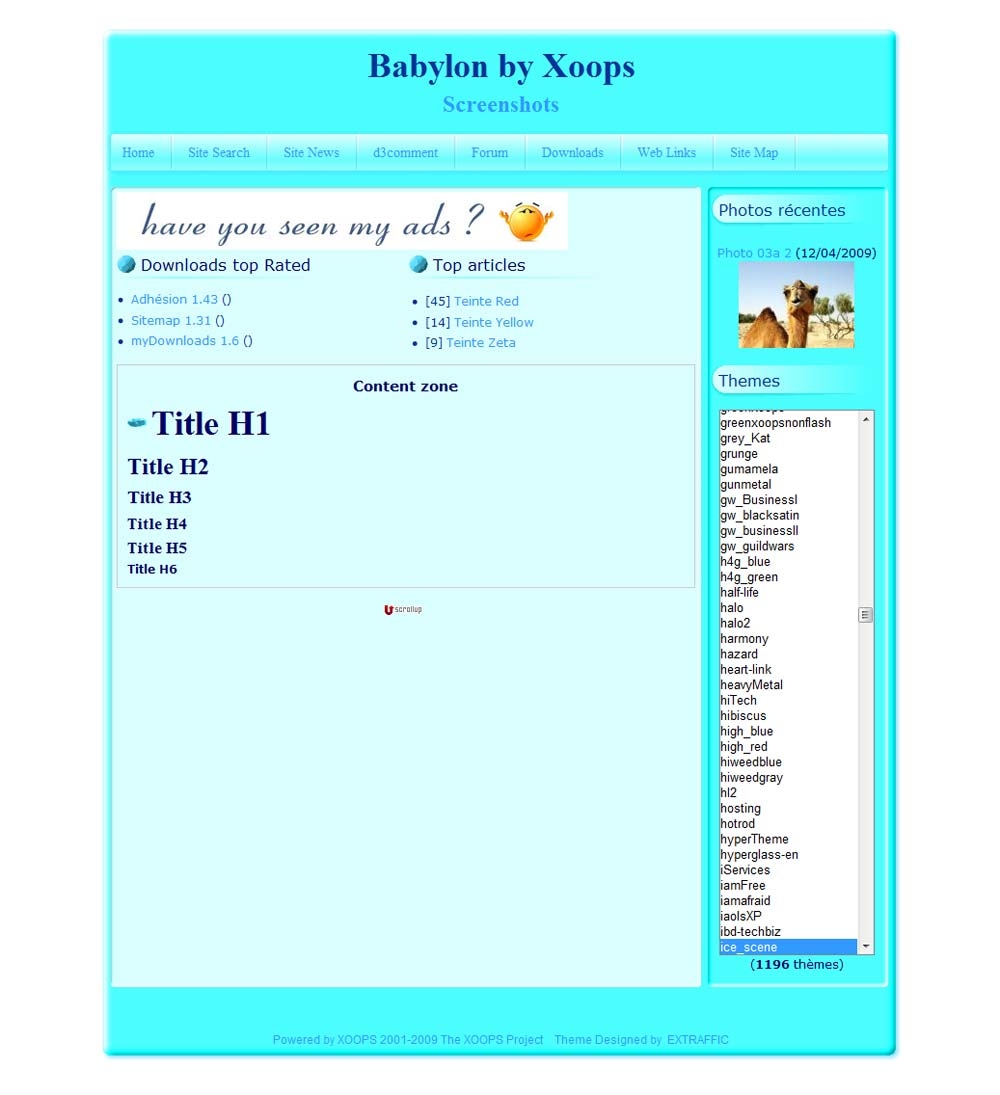 Babylon by Xoops
Screenshots
Home Site Search Site News d3comment Forum Downloads Web Links Site Map
have you seen my ads ?
Downloads top Rated
Adhésion 1.43 ()
Sitemap 1.31 ()
myDownloads 1.6 ()
Top articles
[45] Teinte Red
[14] Teinte Yellow
[9] Teinte Zeta
Content zone
Title H1
Title H2
Title H3
Title H4
Title H5
Title H6
scrollup
Photos récentes
Photo 03a 2 (12/04/2009)
Themes
greenxoopsnonflash
grey_Kat
grunge
gumamela
gunmetal
gw_BusinessI
gw_blacksatin
gw_businessII
gw_guildwars
h4g_blue
h4g_green
half-life
halo
halo2
harmony
hazard
heart-link
heavyMetal
hiTech
hibiscus
high_blue
high_red
hiweedblue
hiweedgray
hl2
hosting
hotrod
hyperTheme
hyperglass-en
iServices
iamFree
iamafraid
iaolsXP
ibd-techbiz
ice_scene
(1196 thèmes)
Powered by XOOPS 2001-2009 The XOOPS Project Theme Designed by EXTRAFFIC